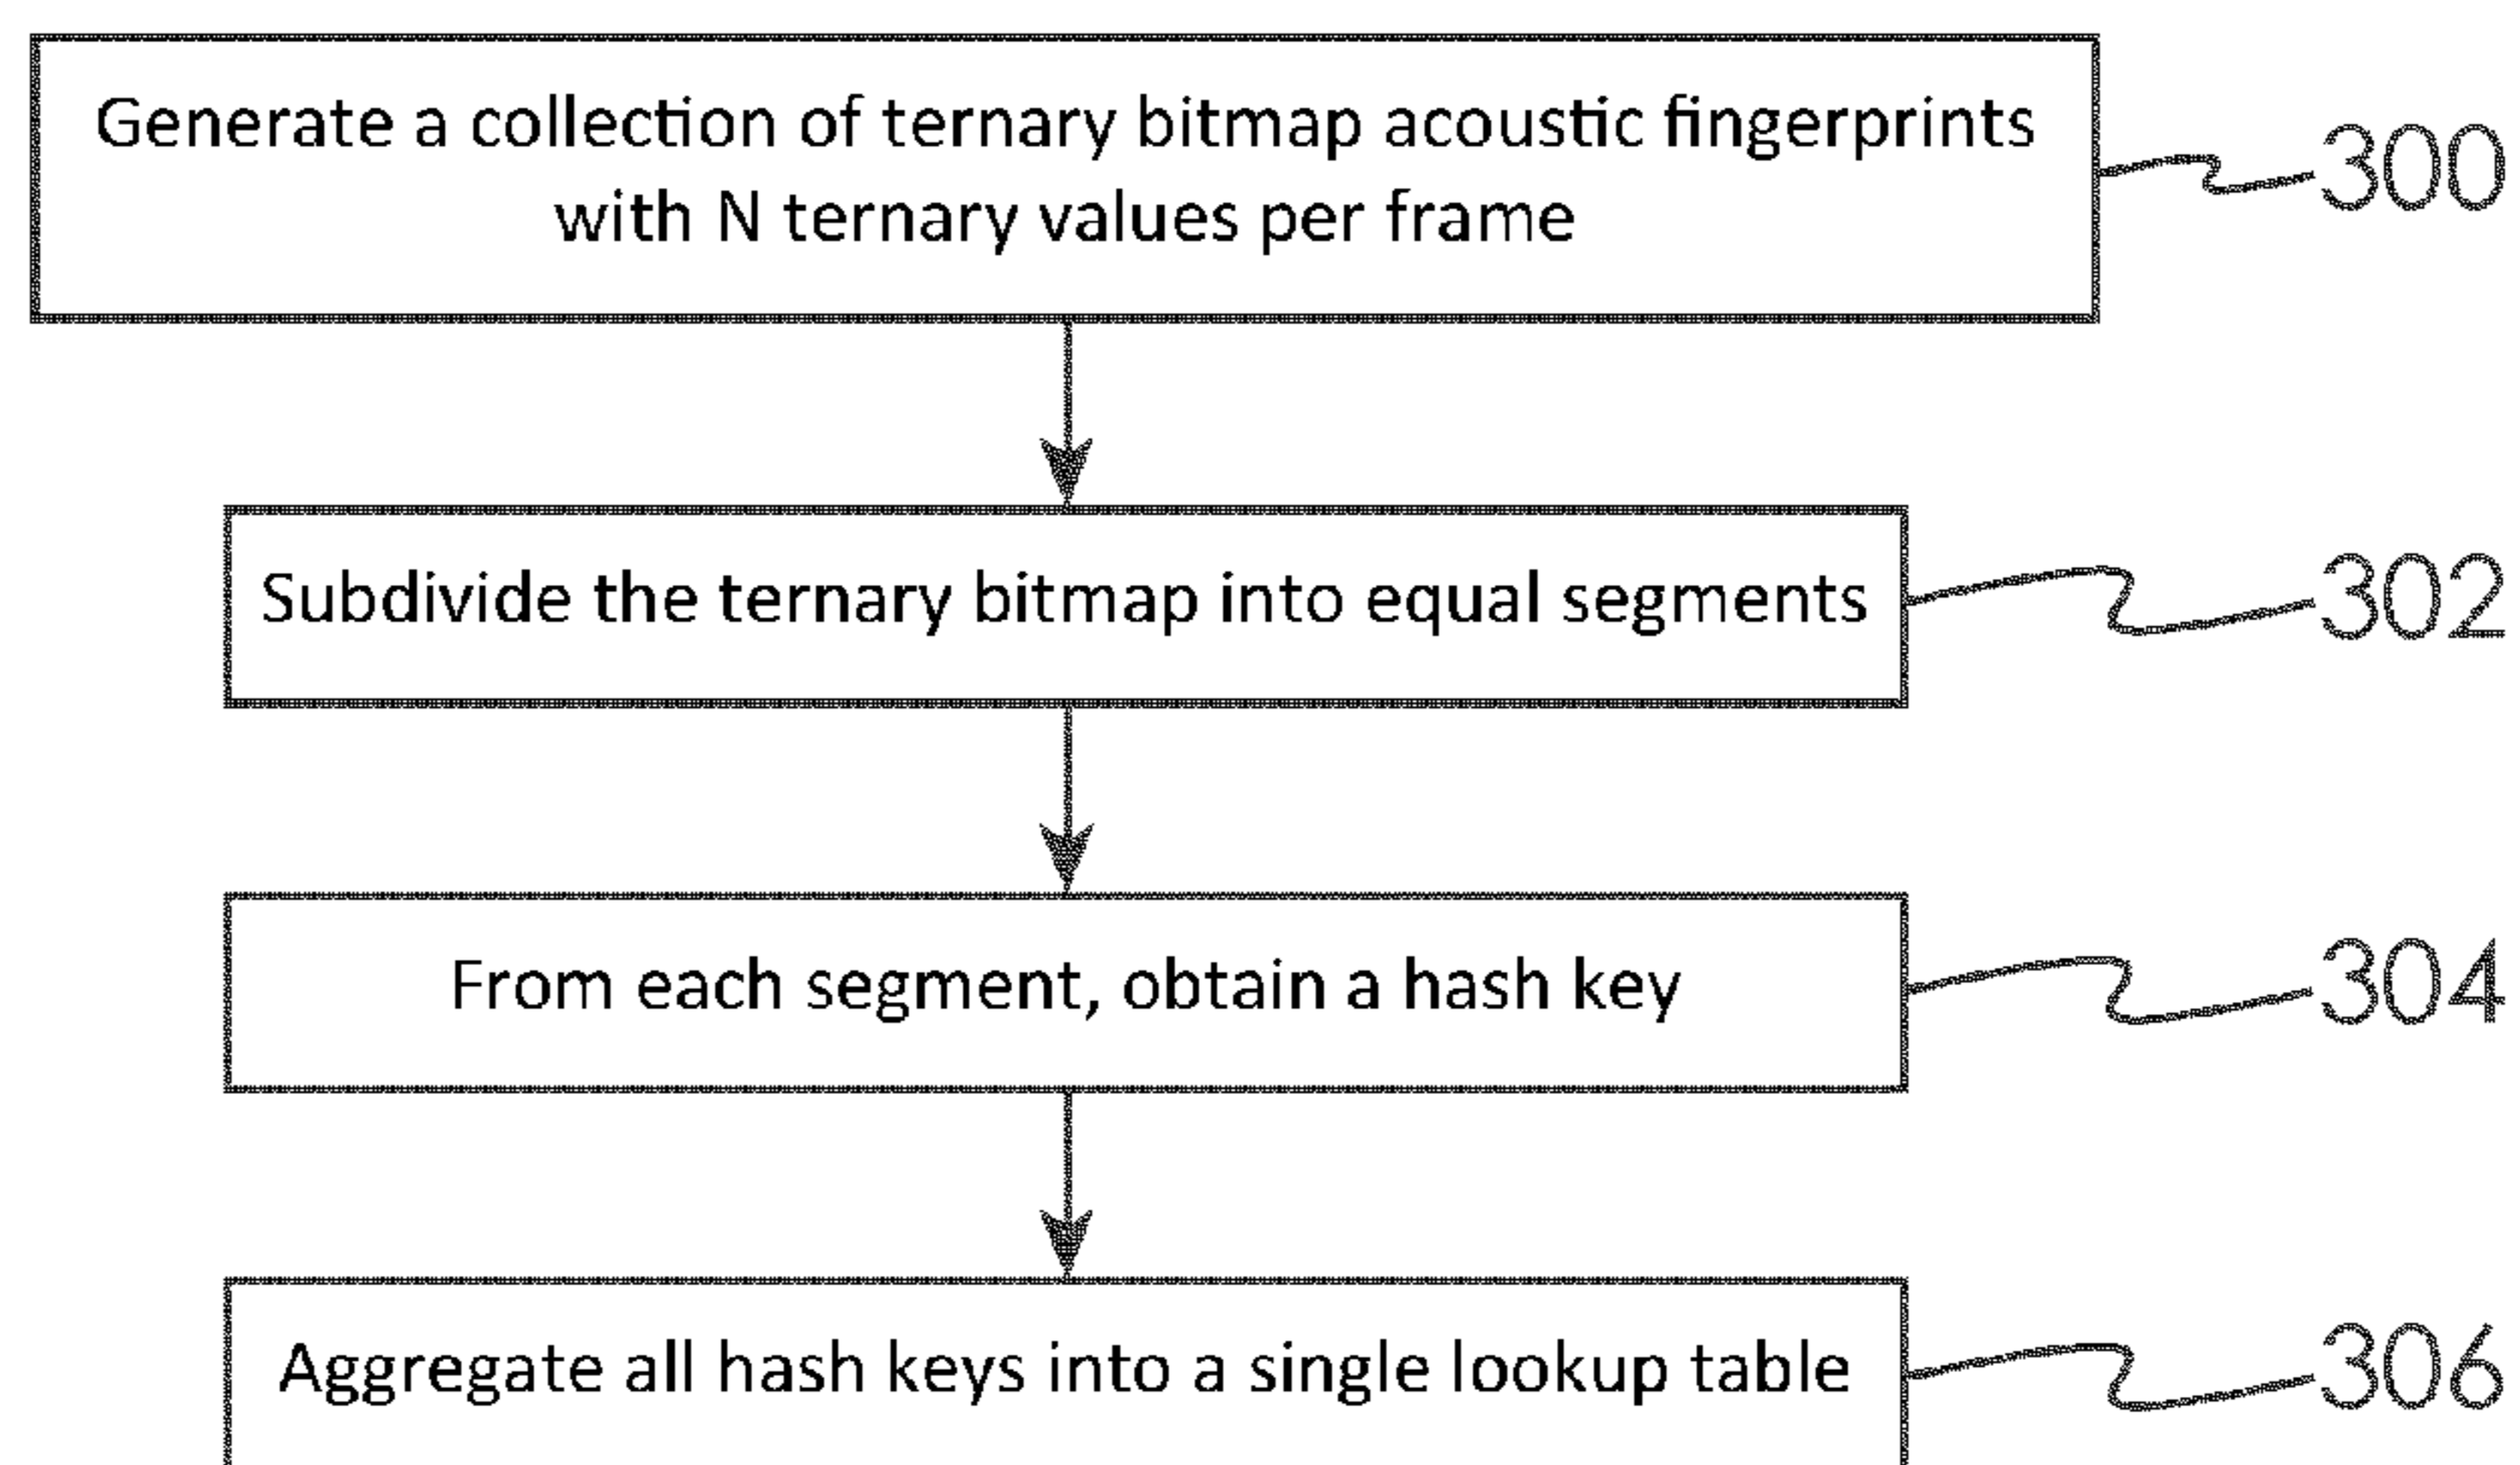 Generate a collection of ternary bitmap acoustic fingerprints
with N ternary values per frame
300
Subdivide the ternary bitmap into equal segments
302
From each segment, obtain a hash key
304
Aggregate all hash keys into a single lookup table
306